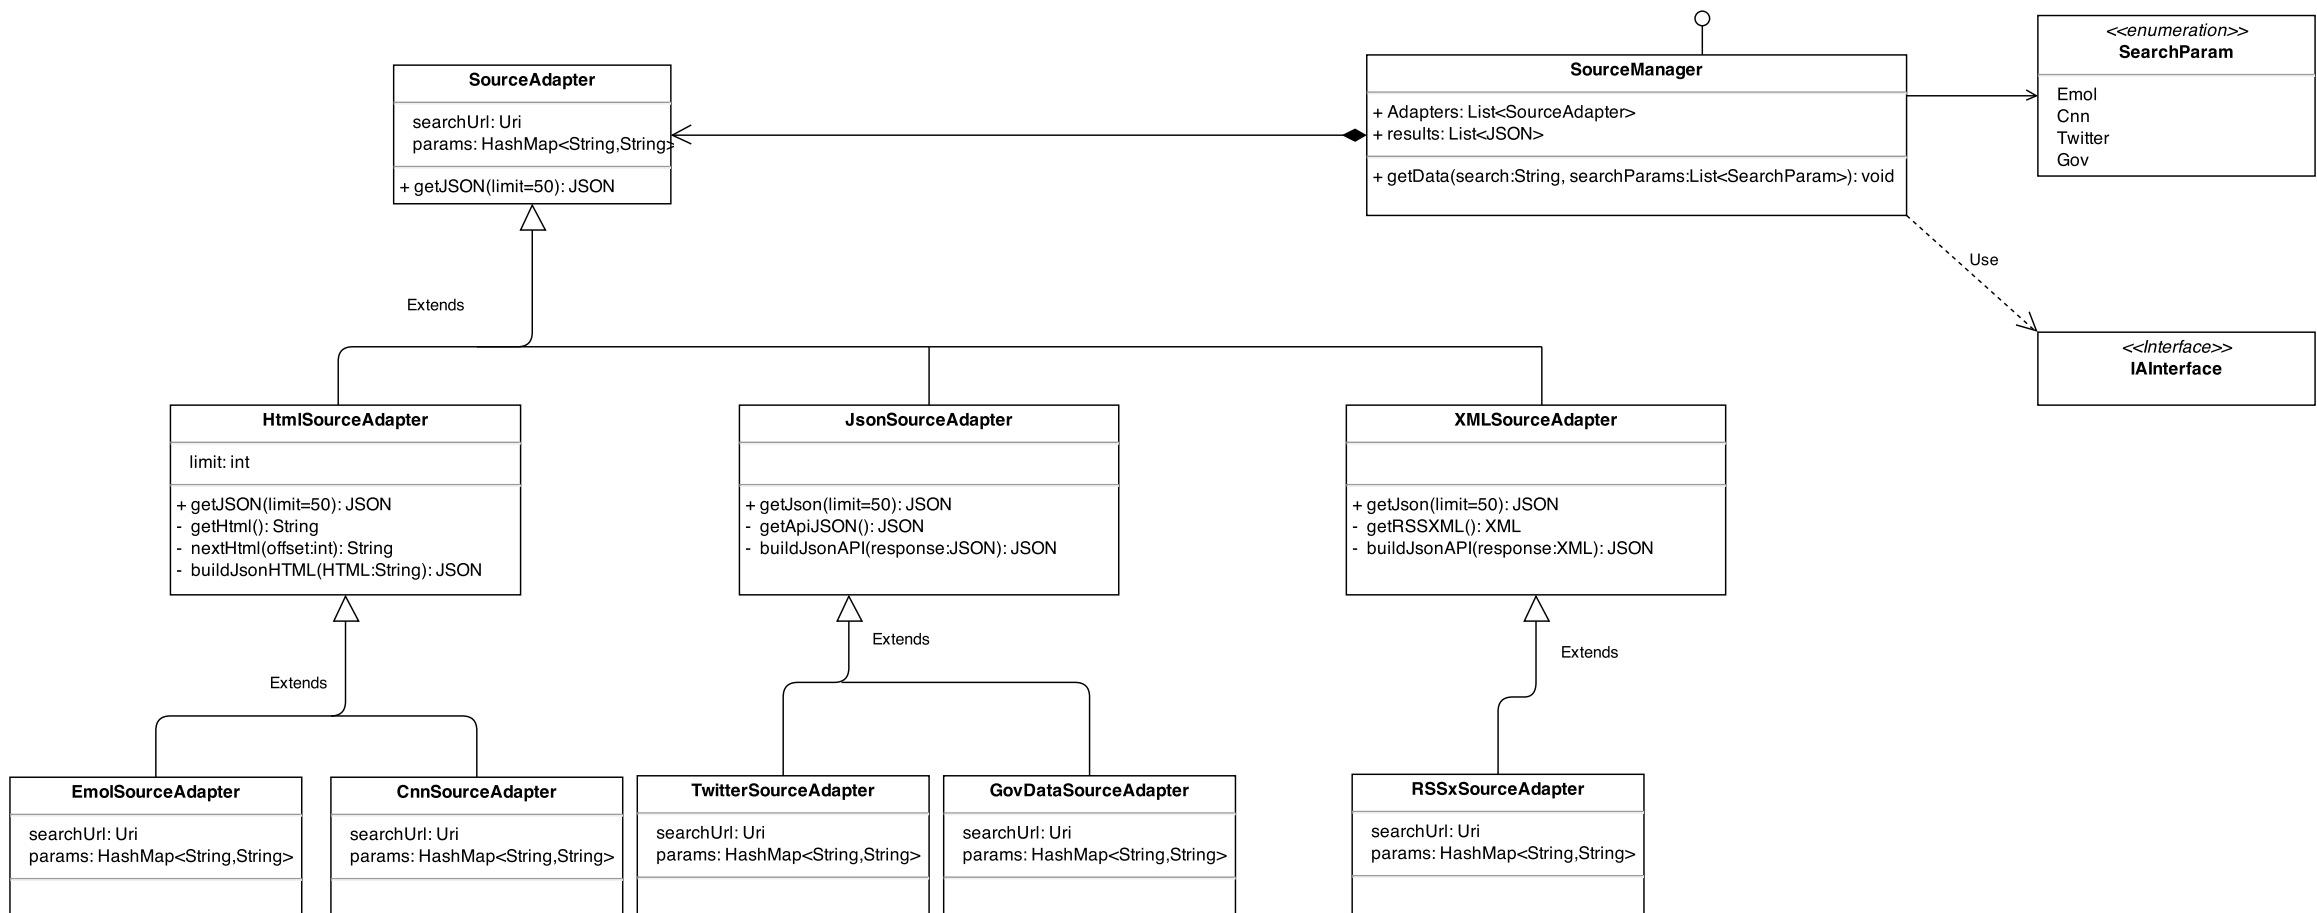 SourceAdapter
searchUrl: Uri
params: HashMap<String,String>
+ getJSON(limit=50): JSON
SourceManager
+ Adapters: List<SourceAdapter>
+ results: List<JSON>
+ getData(search:String, searchParams:List<SearchParam>): void
<<enumeration>>
SearchParam
Emol
Cnn
Twitter
Gov
Use
<<Interface>>
IAInterface
Extends
HtmlSourceAdapter
limit: int
+ getJSON(limit=50): JSON
- getHtml(): String
- nextHtml(offset:int): String
- buildJsonHTML(HTML:String): JSON
JsonSourceAdapter
+ getJson(limit=50): JSON
- getApiJSON(): JSON
- buildJsonAPI(response:JSON): JSON
XMLSourceAdapter
+ getJson(limit=50): JSON
- getRSSXML(): XML
- buildJsonAPI(response:XML): JSON
Extends
Extends
Extends
EmolSourceAdapter
searchUrl: Uri
params: HashMap<String,String>
CnnSourceAdapter
searchUrl: Uri
params: HashMap<String,String>
TwitterSourceAdapter
searchUrl: Uri
params: HashMap<String,String>
GovDataSourceAdapter
searchUrl: Uri
params: HashMap<String,String>
RSSxSourceAdapter
searchUrl: Uri
params: HashMap<String,String>